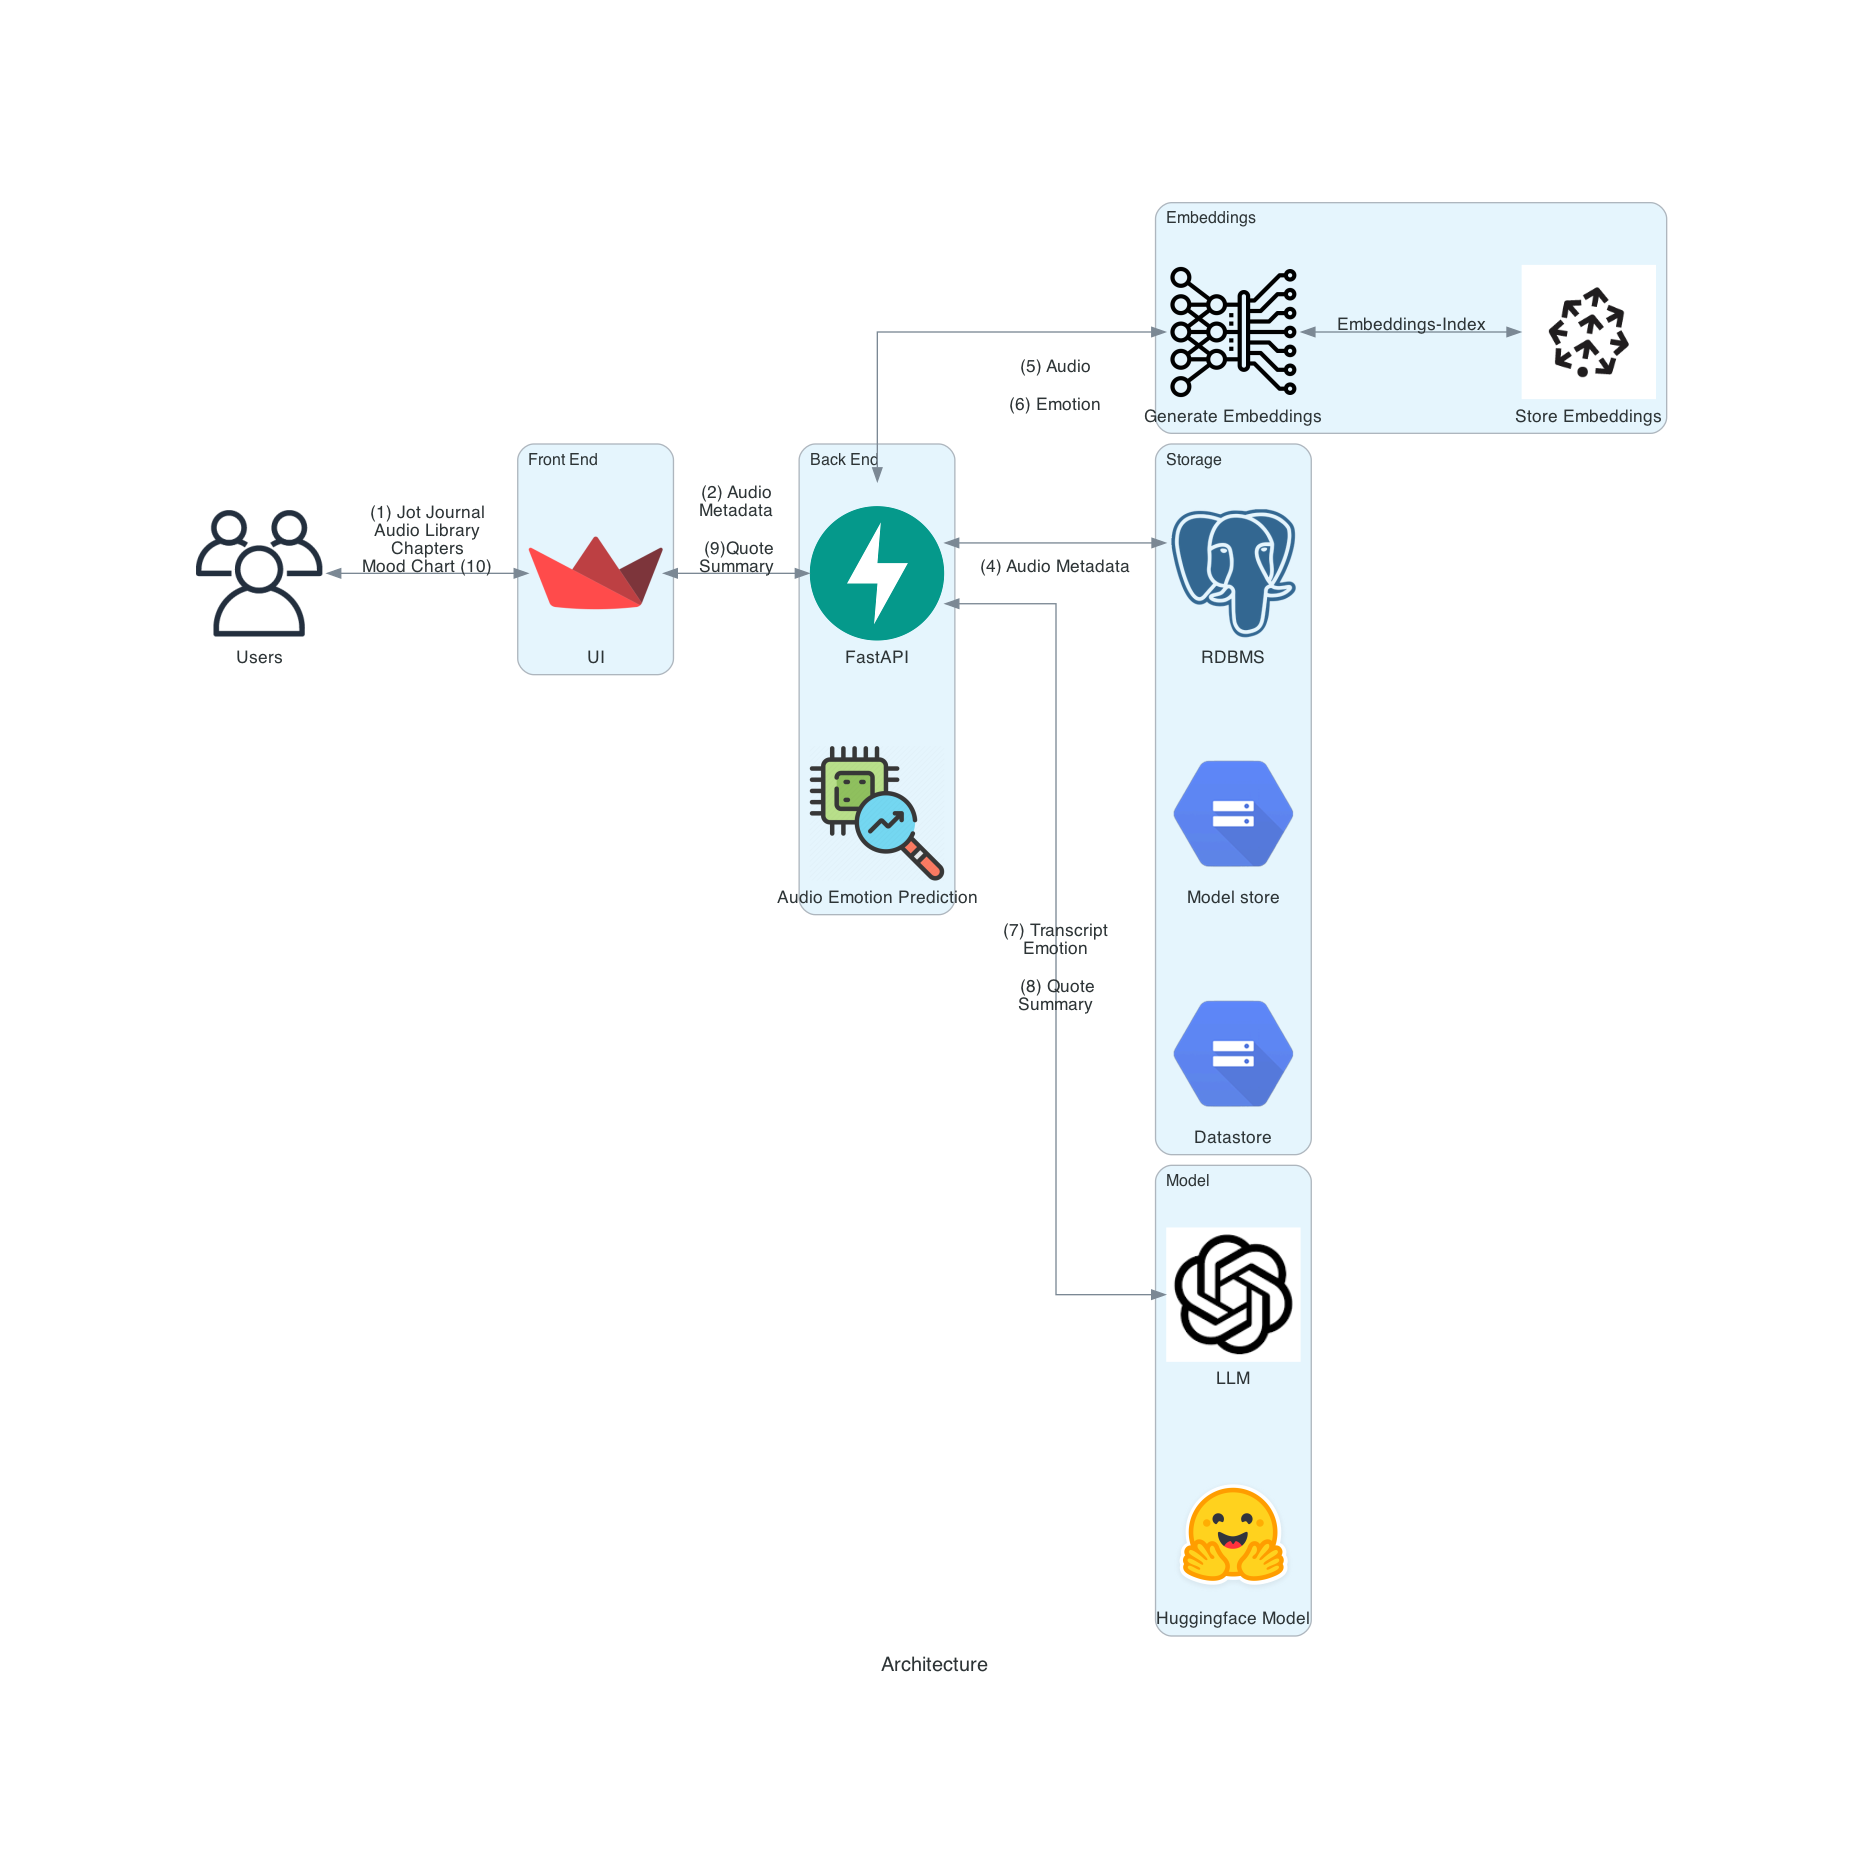 Embeddings
Embeddings-Index
(5) Audio
(6) Emotion
Generate Embeddings
Store Embeddings
Front End
Back End
Storage
(1) Jot Journal
Audio Library
Chapters
Mood Chart (10)
(2) Audio
Metadata
(9)Quote
Summary
(4) Audio Metadata
Users
UI
FastAPI
RDBMS
Audio Emotion Prediction
Model store
(7) Transcript
Emotion
(8) Quote
Summary
Datastore
Model
LLM
Huggingface Model
Architecture